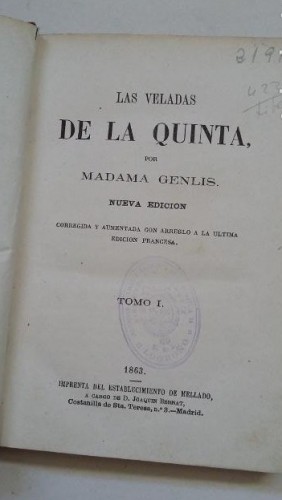 LAS VELADAS
DE LA QUINTA,
POR
MADAMA GENLIS.
NUEVA EDICION
CORREGIDA Y AUMENTADA CON ARREGLO A LA ULTIMA
EDICION FRANCESA.
TOMO I.
1863.
IMPRENTA DEL ESTABLECIMIENTO DE MELLADO,
A CARGO DE D. JOAQUIN BERNAT,
Costanilla de Sta. Teresa, n.º 3.—Madrid.